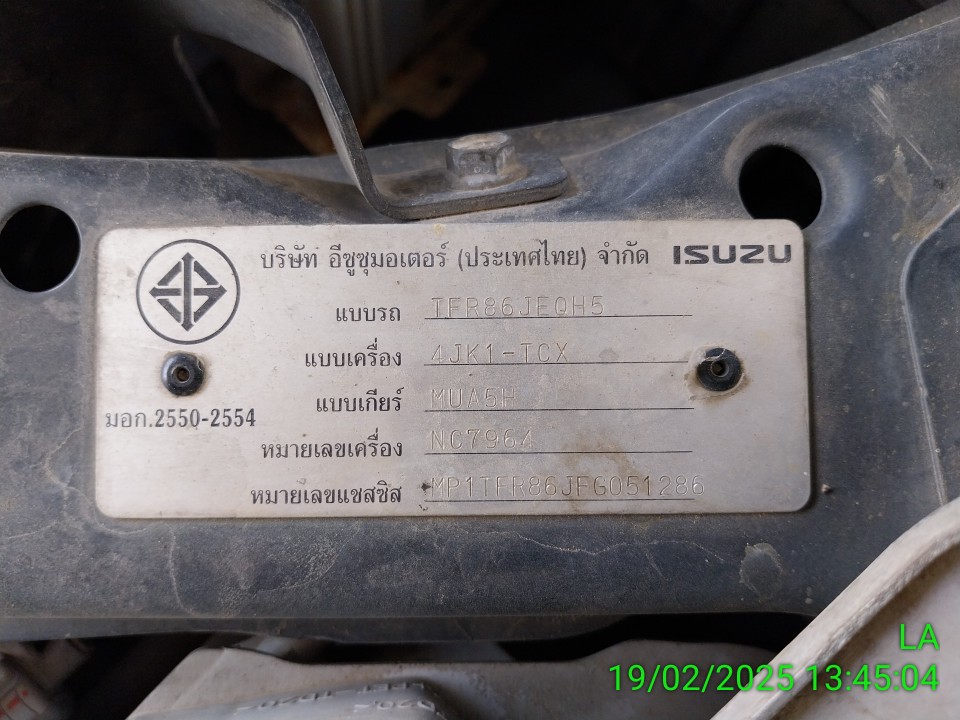 บริษัท อีซูซุมอเตอร์ (ประเทศไทย) จำกัด ISUZU
แบบรถ TFR86JEQH5
แบบเครื่อง 4JK1-TCX
แบบเกียร์ MUA5H
มอก.2550-2554
หมายเลขเครื่อง NC7964
หมายเลขแชสซิส MP1TFR86JFG051286
LA
19/02/2025 13:45:04